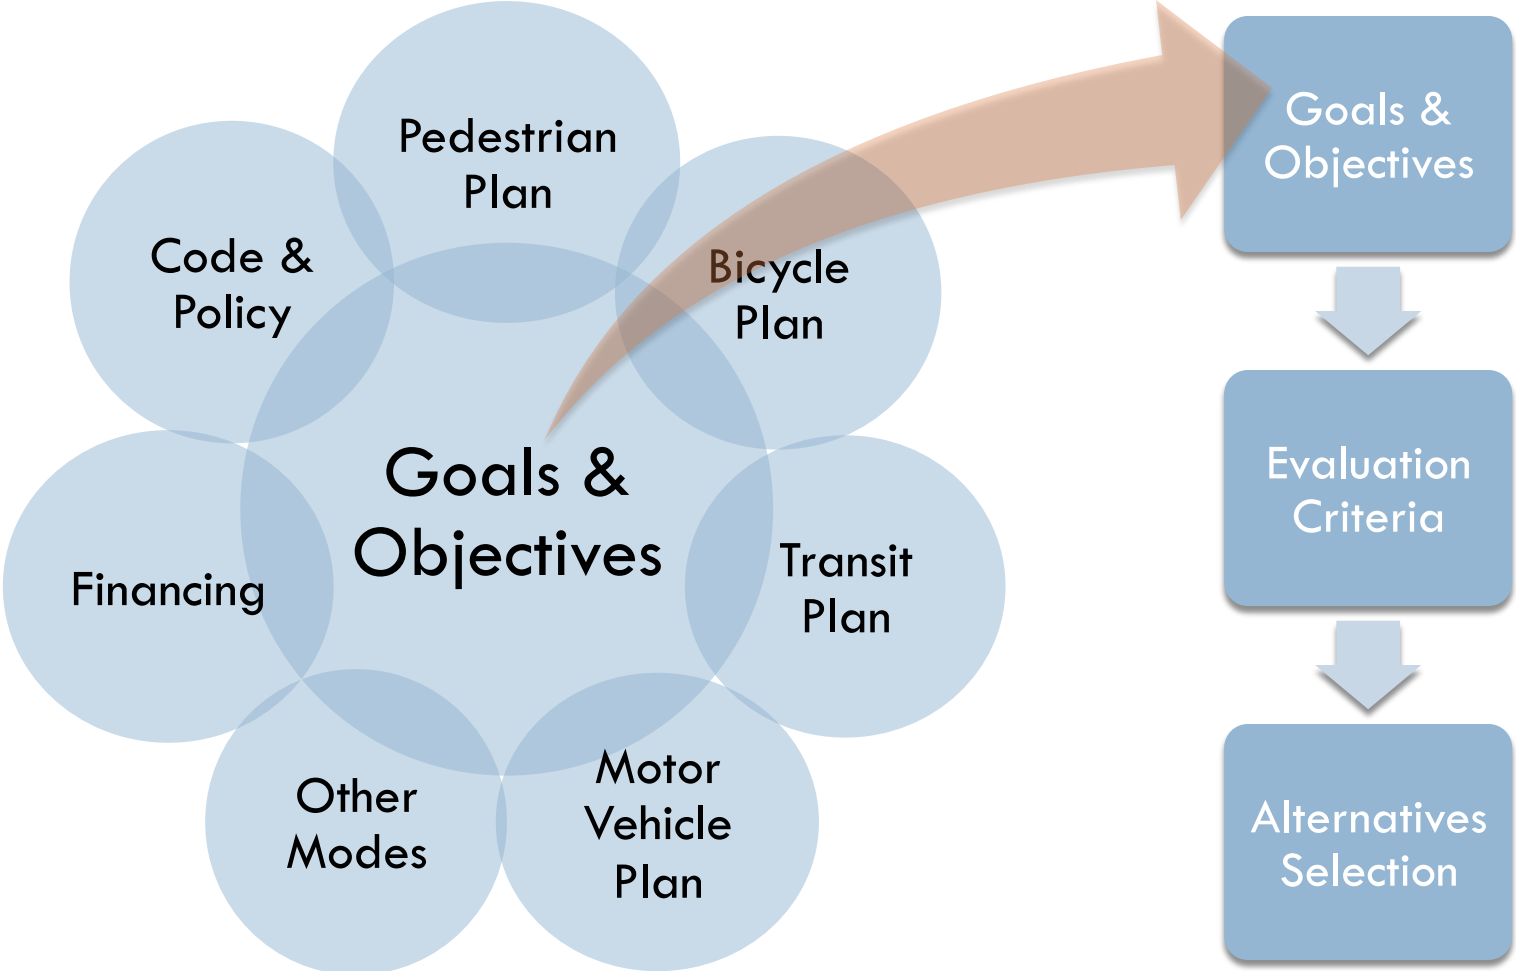 Pedestrian
Plan
Code &
Policy
Bicycle
Plan
Goals &
Objectives
Financing
Transit
Plan
Other
Modes
Motor
Vehicle
Plan
Goals &
Objectives
Evaluation
Criteria
Alternatives
Selection